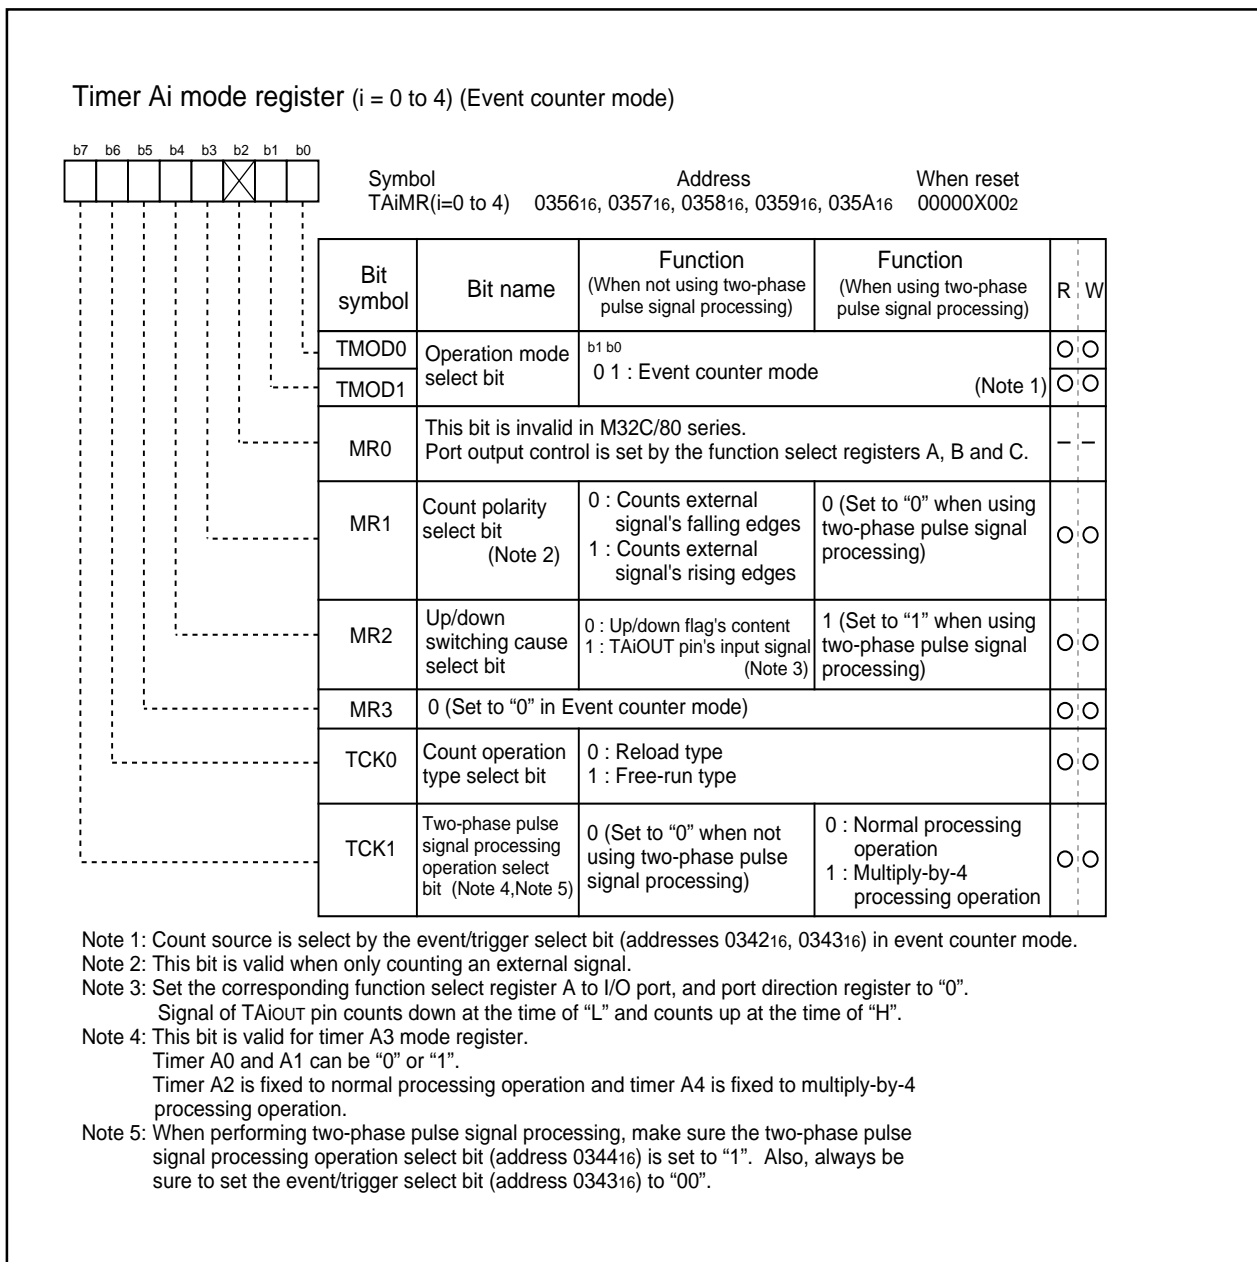 Timer Ai mode register (i = 0 to 4) (Event counter mode)
b7 b6 b5 b4 b3 b2 b1 b0
Symbol Address When reset
TAiMR(i=0 to 4) 035616, 035716, 035816, 035916, 035A16 00000X002
Bit symbol
Bit name
Function
(When not using two-phase
pulse signal processing)
Function
(When using two-phase
pulse signal processing)
R W
TMOD0
TMOD1
Operation mode
select bit
b1 b0
0 1 : Event counter mode
(Note 1)
MR0
This bit is invalid in M32C/80 series.
Port output control is set by the function select registers A, B and C.
– –
MR1
Count polarity
select bit
(Note 2)
0 : Counts external
signal's falling edges
1 : Counts external
signal's rising edges
0 (Set to “0” when using
two-phase pulse signal
processing)
MR2
Up/down
switching cause
select bit
0 : Up/down flag's content
1 : TAiOUT pin's input signal
(Note 3)
1 (Set to “1” when using
two-phase pulse signal
processing)
MR3
0 (Set to “0” in Event counter mode)
TCK0
Count operation
type select bit
0 : Reload type
1 : Free-run type
TCK1
Two-phase pulse
signal processing
operation select
bit (Note 4,Note 5)
0 (Set to “0” when not
using two-phase pulse
signal processing)
0 : Normal processing
operation
1 : Multiply-by-4
processing operation
Note 1: Count source is select by the event/trigger select bit (addresses 034216, 034316) in event counter mode.
Note 2: This bit is valid when only counting an external signal.
Note 3: Set the corresponding function select register A to I/O port, and port direction register to “0”.
Signal of TAiOUT pin counts down at the time of “L” and counts up at the time of “H”.
Note 4: This bit is valid for timer A3 mode register.
Timer A0 and A1 can be “0” or “1”.
Timer A2 is fixed to normal processing operation and timer A4 is fixed to multiply-by-4
processing operation.
Note 5: When performing two-phase pulse signal processing, make sure the two-phase pulse
signal processing operation select bit (address 034416) is set to “1”. Also, always be
sure to set the event/trigger select bit (address 034316) to “00”.